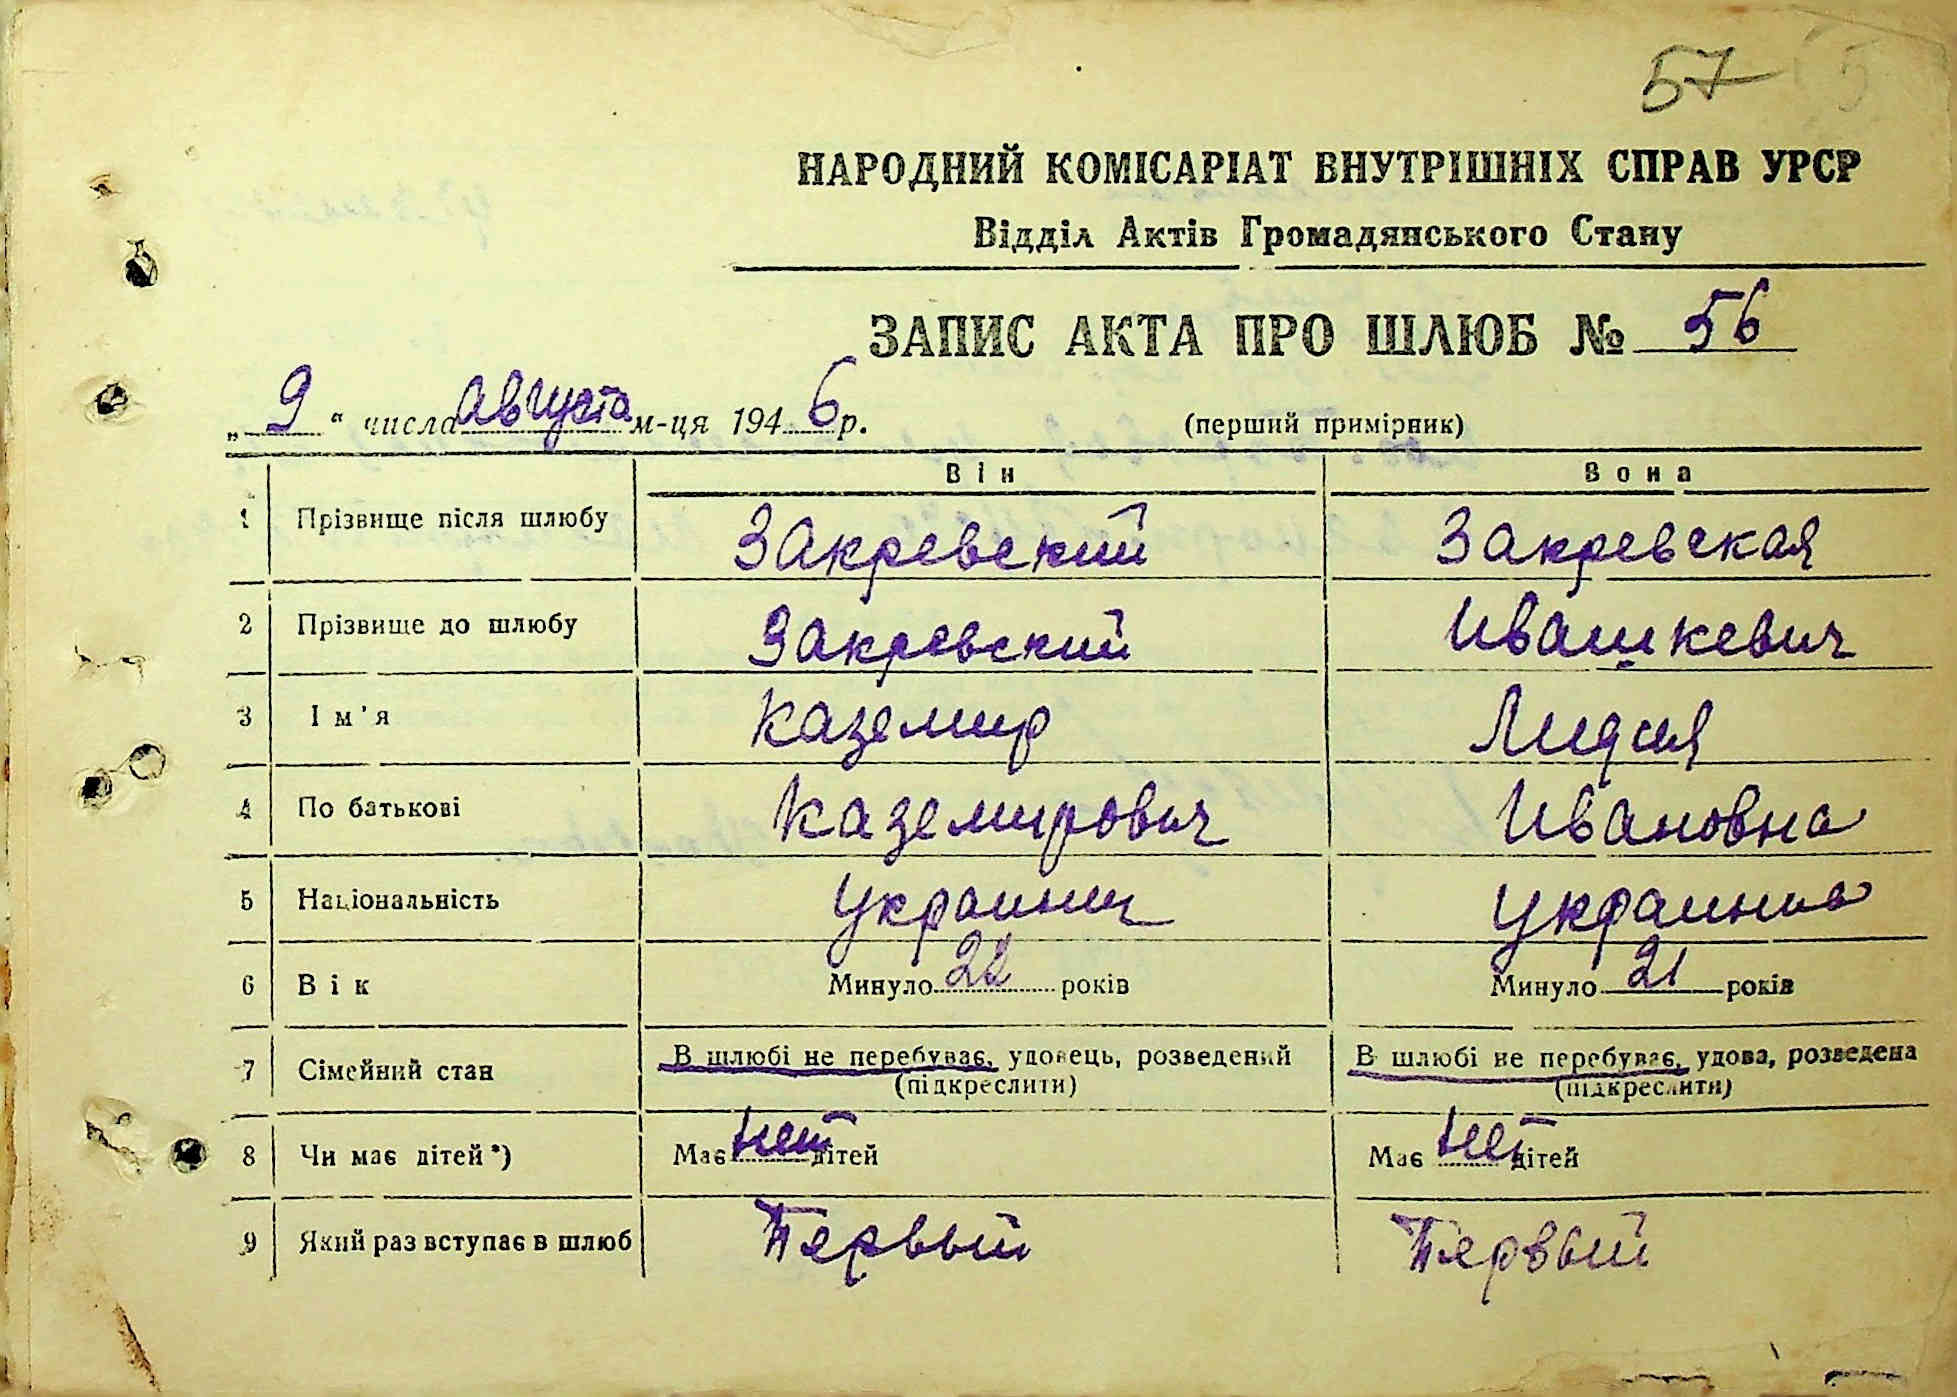 57
НАРОДНИЙ КОМІСАРІАТ ВНУТРІШНІХ СПРАВ УРСР
Відділ Актів Громадянського Стану
ЗАПИС АКТА ПРО ШЛЮБ № 56
„ 9 “ числа августа м-ця 1946 р. (перший примірник)
Він Вона
1 Прізвище після шлюбу Закревский Закревская
2 Прізвище до шлюбу Закревский Ивашкевич
3 Ім'я Каземир Лидия
4 По батькові Каземирович Ивановна
5 Національність Украинец Украинка
6 Вік Минуло 22 років Минуло 21 років
7 Сімейний стан В шлюбі не перебуває, удовець, розведений В шлюбі не перебуває, удова, розведена
(підкреслити) (підкреслити)
8 Чи має дітей*) Має нет дітей Має нет дітей
9 Який раз вступає в шлюб Первый Первый